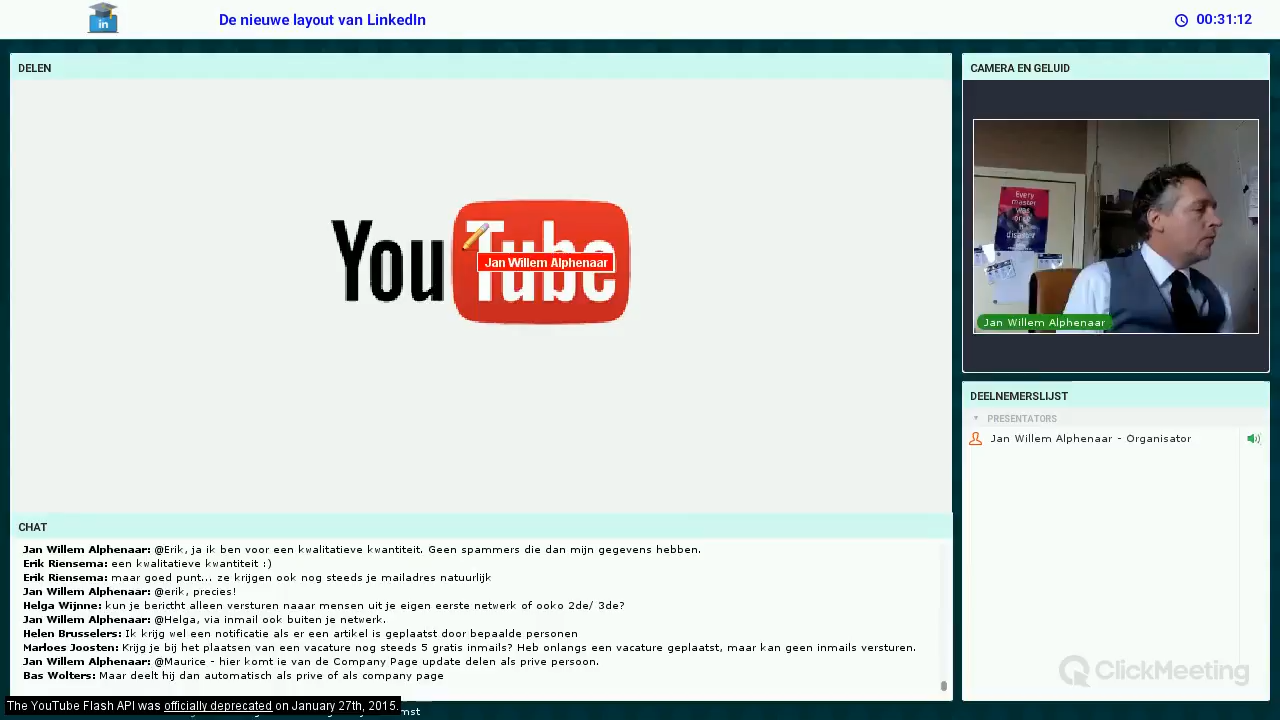 in
De nieuwe layout van LinkedIn
00:31:12
DELEN
YouTube
Jan Willem Alphenaar
CAMERA EN GELUID
Every
master
was
once
a
disaster
Jan Willem Alphenaar
DEELNEMERSLIJST
PRESENTATORS
Jan Willem Alphenaar - Organisator
CHAT
Jan Willem Alphenaar: @Erik, ja ik ben voor een kwalitatieve kwantiteit. Geen spammers die dan mijn gegevens hebben.
Erik Riensema: een kwalitatieve kwantiteit :)
Erik Riensema: maar goed punt... ze krijgen ook nog steeds je mailadres natuurlijk
Jan Willem Alphenaar: @erik, precies!
Helga Wijnne: kun je bericht alleen versturen naaar mensen uit je eigen eerste netwerk of ooko 2de/ 3de?
Jan Willem Alphenaar: @Helga, via inmail ook buiten je netwerk.
Helen Brusselers: Ik krijg wel een notificatie als er een artikel is geplaatst door bepaalde personen
Marloes Joosten: Krijg je bij het plaatsen van een vacature nog steeds 5 gratis inmails? Heb onlangs een vacature geplaatst, maar kan geen inmails versturen.
Jan Willem Alphenaar: @Maurice - hier komt ie van de Company Page update delen als prive persoon.
Bas Wolters: Maar deelt hij dan automatisch als prive of als company page
ClickMeeting
The YouTube Flash API was officially deprecated on January 27th, 2015.